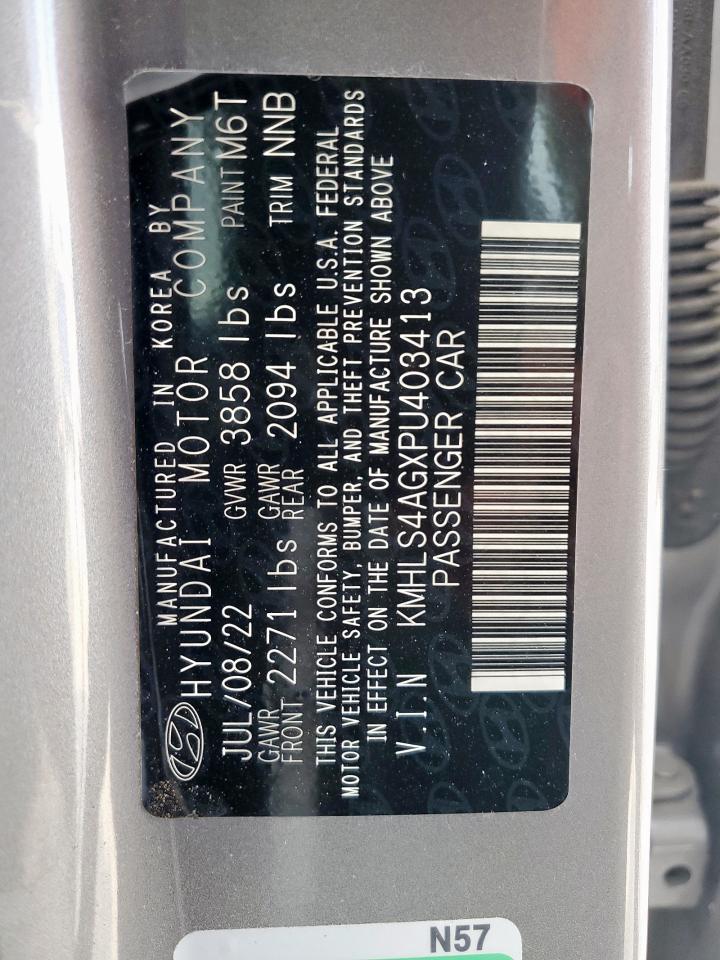 MANUFACTURED IN KOREA BY
HYUNDAI MOTOR COMPANY
JUL/08/22 GVWR 3858 lbs PAINT M6T
GAWR FRONT 2271 lbs GAWR REAR 2094 lbs TRIM NNB
THIS VEHICLE CONFORMS TO ALL APPLICABLE U.S.A. FEDERAL
MOTOR VEHICLE SAFETY, BUMPER, AND THEFT PREVENTION STANDARDS
IN EFFECT ON THE DATE OF MANUFACTURE SHOWN ABOVE
V.I.N KMHLS4AGXPU403413
PASSENGER CAR
N57